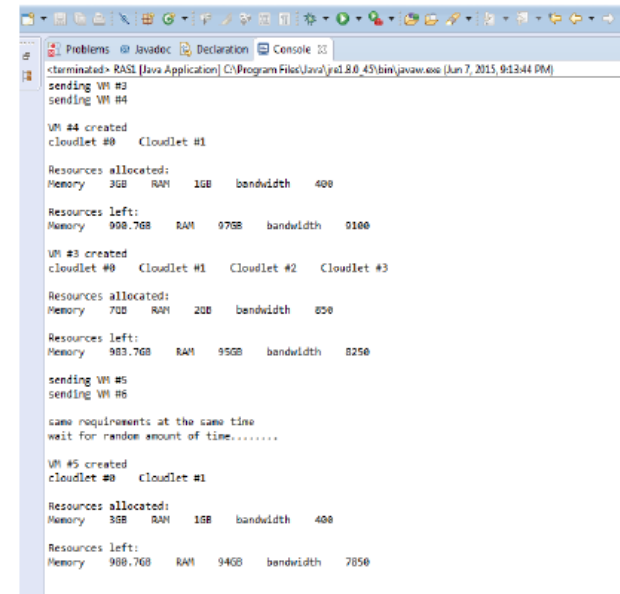 Problems @ Javadoc Declaration Console
<terminated> RAS1 [Java Application] C:\Program Files\Java\jre1.8.0_45\bin\javaw.exe (Jun 7, 2015, 9:13:44 PM)
sending VM #3
sending VM #4
VM #4 created
cloudlet #0 Cloudlet #1
Resources allocated:
Memory 3GB RAM 1GB bandwidth 400
Resources left:
Memory 990.7GB RAM 97GB bandwidth 9100
VM #3 created
cloudlet #0 Cloudlet #1 Cloudlet #2 Cloudlet #3
Resources allocated:
Memory 7GB RAM 2GB bandwidth 850
Resources left:
Memory 983.7GB RAM 95GB bandwidth 8250
sending VM #5
sending VM #6
same requirements at the same time
wait for random amount of time........
VM #5 created
cloudlet #0 Cloudlet #1
Resources allocated:
Memory 3GB RAM 1GB bandwidth 400
Resources left:
Memory 980.7GB RAM 94GB bandwidth 7850